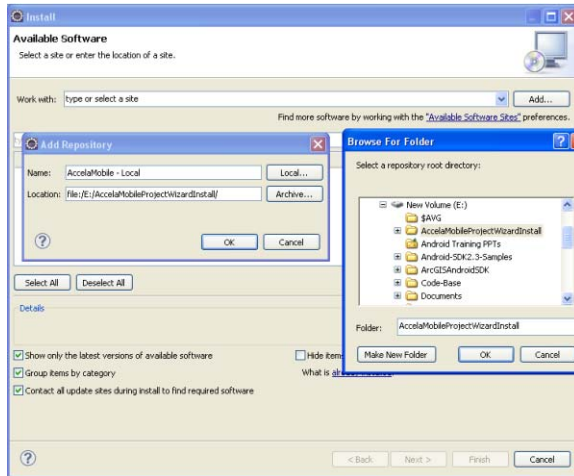 Install
Available Software
Select a site or enter the location of a site.
Work with: type or select a site Add...
Find more software by working with the "Available Software Sites" preferences.
Add Repository
Name: AccelaMobile - Local Local...
Location: file:/E:/AccelaMobileProjectWizardInstall/ Archive...
OK Cancel
Browse For Folder
Select a repository root directory:
New Volume (E:)
$AVG
AccelaMobileProjectWizardInstall
Android Training PPTs
Android-SDK2.3-Samples
ArcGISAndroidSDK
Code-Base
Documents
Folder: AccelaMobileProjectWizardInstall
Make New Folder OK Cancel
Select All Deselect All
Details
Show only the latest versions of available software Hide items
Group items by category What is
Contact all update sites during install to find required software
< Back Next > Finish Cancel